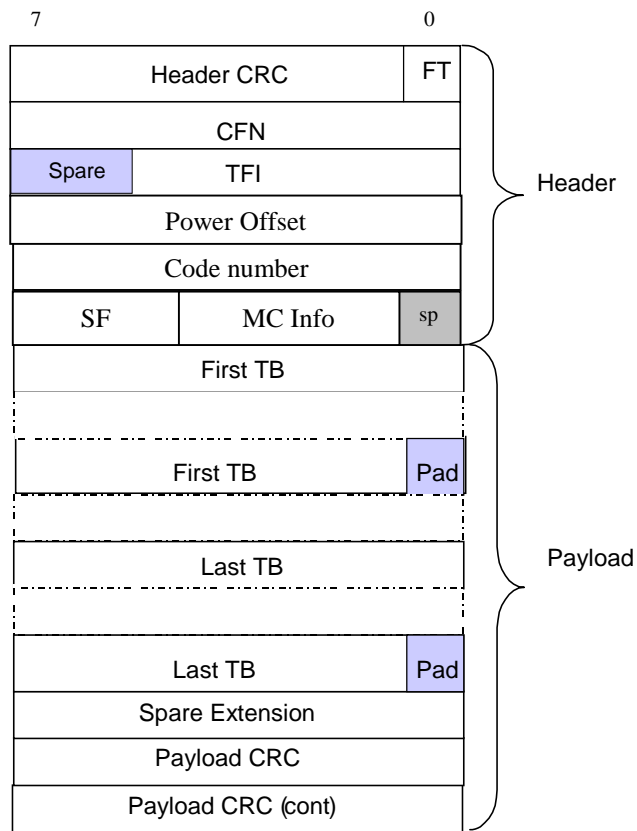 7 0
Header CRC FT
CFN
Spare TFI
Header
Power Offset
Code number
SF MC Info sp
First TB
First TB Pad
Payload
Last TB
Last TB Pad
Spare Extension
Payload CRC
Payload CRC (cont)